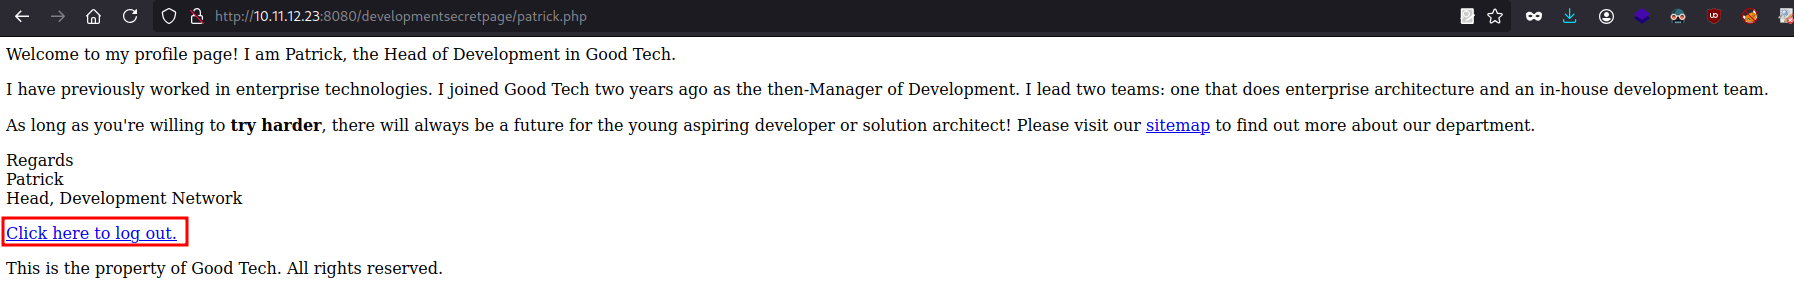 http://10.11.12.23:8080/developmentsecretpage/patrick.php
Welcome to my profile page! I am Patrick, the Head of Development in Good Tech.
I have previously worked in enterprise technologies. I joined Good Tech two years ago as the then-Manager of Development. I lead two teams: one that does enterprise architecture and an in-house development team.
As long as you're willing to try harder, there will always be a future for the young aspiring developer or solution architect! Please visit our sitemap to find out more about our department.
Regards
Patrick
Head, Development Network
Click here to log out.
This is the property of Good Tech. All rights reserved.